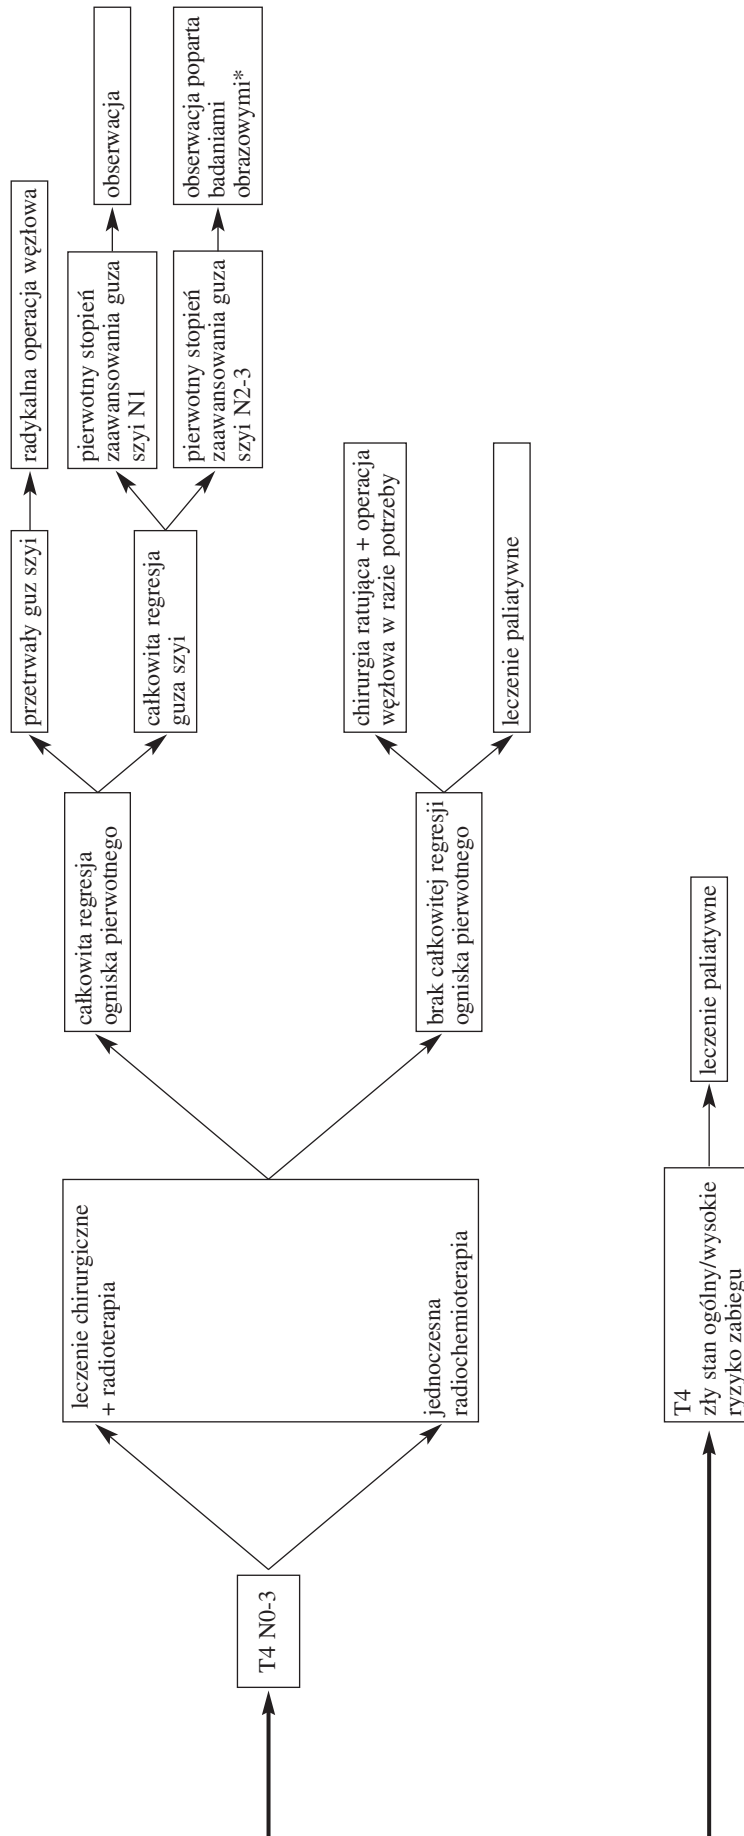 T4 N0-3
leczenie chirurgiczne
+ radioterapia
jednoczesna
radiochemioterapia
całkowita regresja
ogniska pierwotnego
przetrwały guz szyi
radykalna operacja węzłowa
całkowita regresja
guza szyi
pierwotny stopień
zaawansowania guza
szyi N1
obserwacja
pierwotny stopień
zaawansowania guza
szyi N2-3
obserwacja poparta
badaniami
obrazowymi*
brak całkowitej regresji
ogniska pierwotnego
chirurgia ratująca + operacja
węzłowa w razie potrzeby
leczenie paliatywne
T4
zły stan ogólny/wysokie
ryzyko zabiegu
leczenie paliatywne